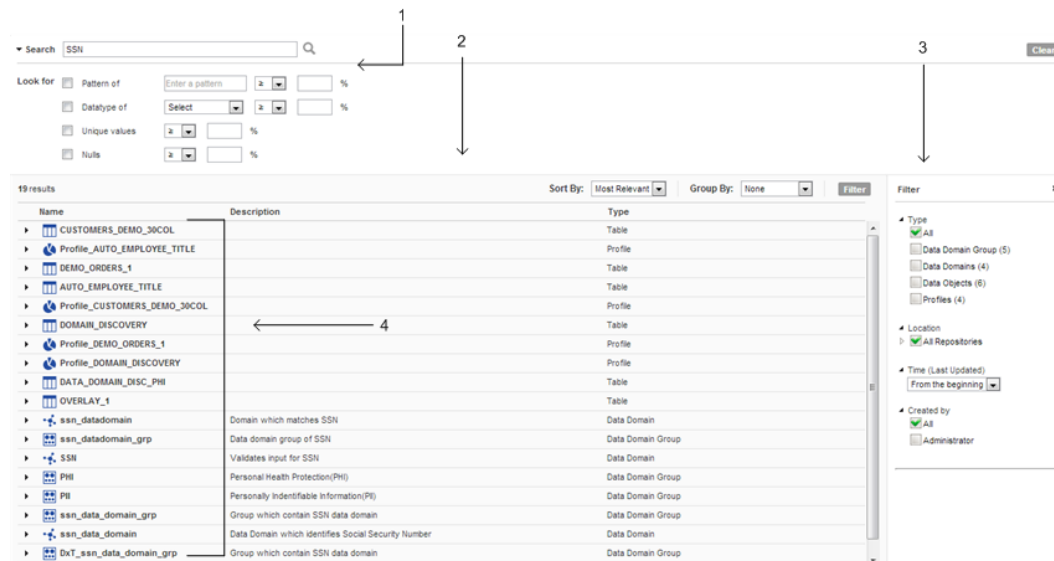 1
2
3
Search SSN Clear
Look for Pattern of Enter a pattern ≥ %
Datatype of Select ≥ %
Unique values ≥ %
Nulls ≥ %
19 results Sort By: Most Relevant Group By: None Filter
Name Description Type
CUSTOMERS_DEMO_30COL Table
Profile_AUTO_EMPLOYEE_TITLE Profile
DEMO_ORDERS_1 Table
AUTO_EMPLOYEE_TITLE Table
Profile_CUSTOMERS_DEMO_30COL Profile
DOMAIN_DISCOVERY Table
4
Profile_DEMO_ORDERS_1 Profile
Profile_DOMAIN_DISCOVERY Profile
DATA_DOMAIN_DISC_PHI Table
OVERLAY_1 Table
ssn_datadomain Domain which matches SSN Data Domain
ssn_datadomain_grp Data domain group of SSN Data Domain Group
SSN Validates input for SSN Data Domain
PHI Personal Health Protection(PHI) Data Domain Group
PII Personally Indentifiable Information(PII) Data Domain Group
ssn_data_domain_grp Group which contain SSN data domain Data Domain Group
ssn_data_domain Data Domain which identifies Social Security Number Data Domain
DxT_ssn_data_domain_grp Group which contain SSN data domain Data Domain Group
Filter
Type
All
Data Domain Group (5)
Data Domains (4)
Data Objects (6)
Profiles (4)
Location
All Repositories
Time (Last Updated)
From the beginning
Created by
All
Administrator